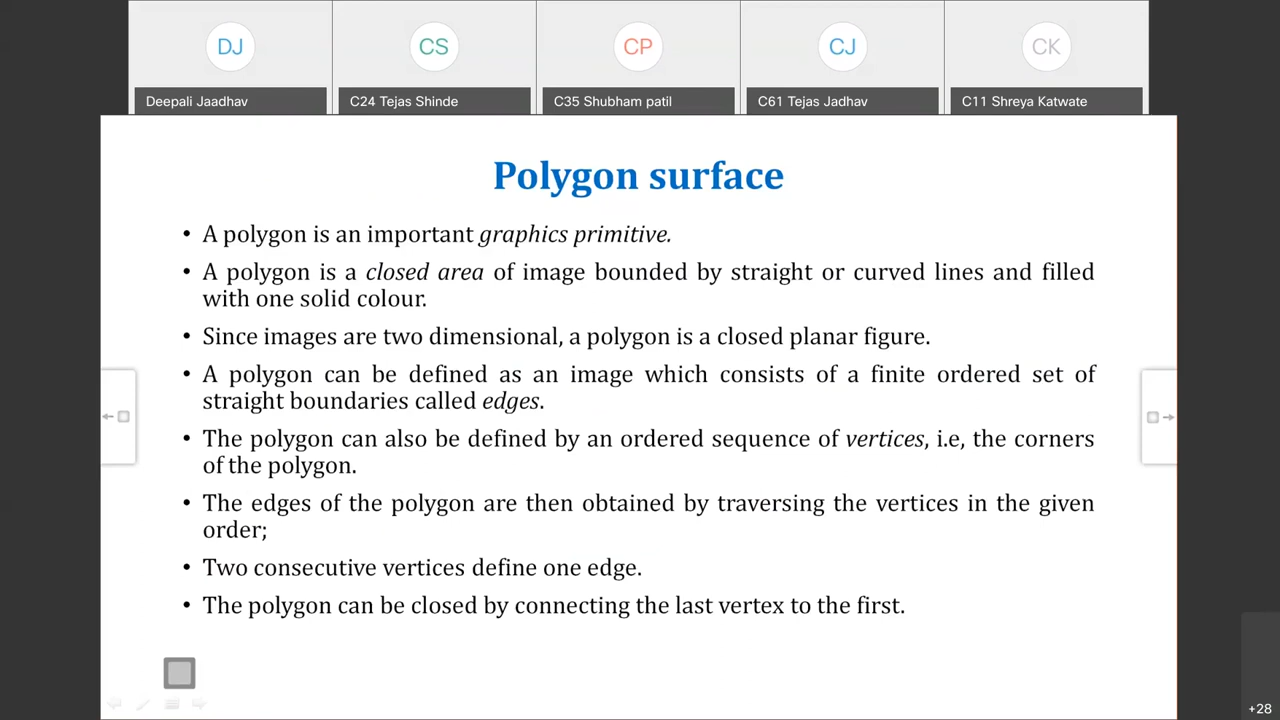 DJ CS CP CJ CK
Deepali Jaadhav C24 Tejas Shinde C35 Shubham patil C61 Tejas Jadhav C11 Shreya Katwate
Polygon surface
• A polygon is an important graphics primitive.
• A polygon is a closed area of image bounded by straight or curved lines and filled
with one solid colour.
• Since images are two dimensional, a polygon is a closed planar figure.
• A polygon can be defined as an image which consists of a finite ordered set of
straight boundaries called edges.
• The polygon can also be defined by an ordered sequence of vertices, i.e, the corners
of the polygon.
• The edges of the polygon are then obtained by traversing the vertices in the given
order;
• Two consecutive vertices define one edge.
• The polygon can be closed by connecting the last vertex to the first.
+28